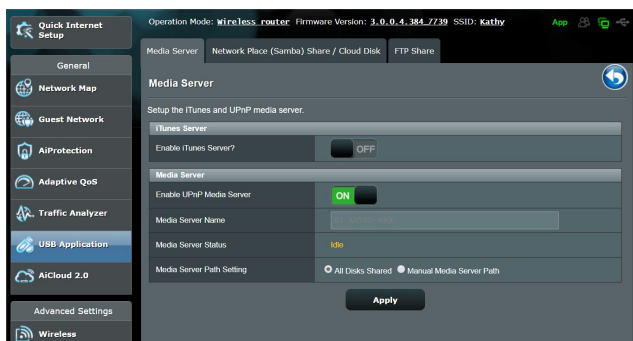 Quick Internet
Setup
Operation Mode: Wireless router Firmware Version: 3.0.0.4.384_7739 SSID: Kathy
App
Media Server
Network Place (Samba) Share / Cloud Disk
FTP Share
General
Network Map
Guest Network
AiProtection
Adaptive QoS
Traffic Analyzer
USB Application
AiCloud 2.0
Advanced Settings
Wireless
Media Server
Setup the iTunes and UPnP media server.
iTunes Server
Enable iTunes Server?
OFF
Media Server
Enable UPnP Media Server
ON
Media Server Name
Media Server Status
Idle
Media Server Path Setting
All Disks Shared
Manual Media Server Path
Apply